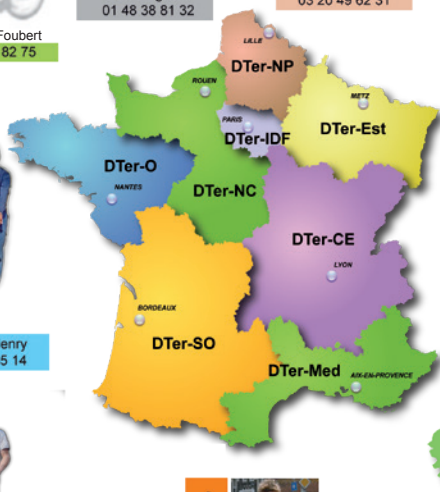 01 48 38 81 32
03 20 49 62 31
Foubert
82 75
LILLE
DTer-NP
ROUEN
METZ
PARIS
DTer-IDF
DTer-Est
DTer-O
NANTES
DTer-NC
DTer-CE
LYON
BORDEAUX
DTer-SO
DTer-Med
AIX-EN-PROVENCE
enry
5 14